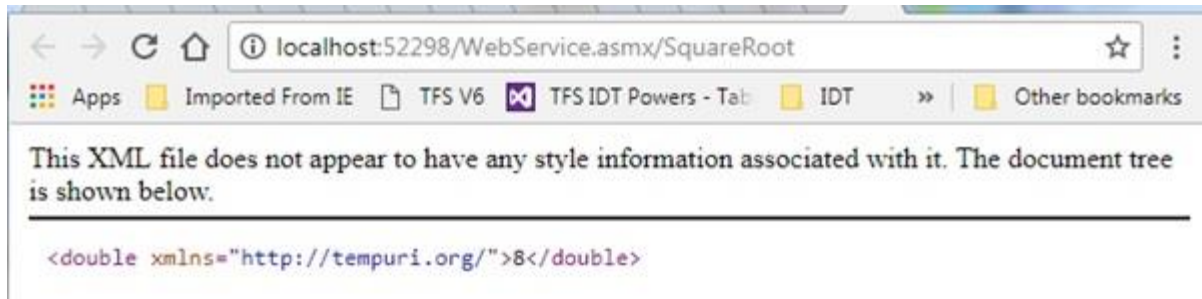 localhost:52298/WebService.asmx/SquareRoot
Apps Imported From IE TFS V6 TFS IDT Powers - Tab IDT » Other bookmarks
This XML file does not appear to have any style information associated with it. The document tree
is shown below.
<double xmlns="http://tempuri.org/">8</double>